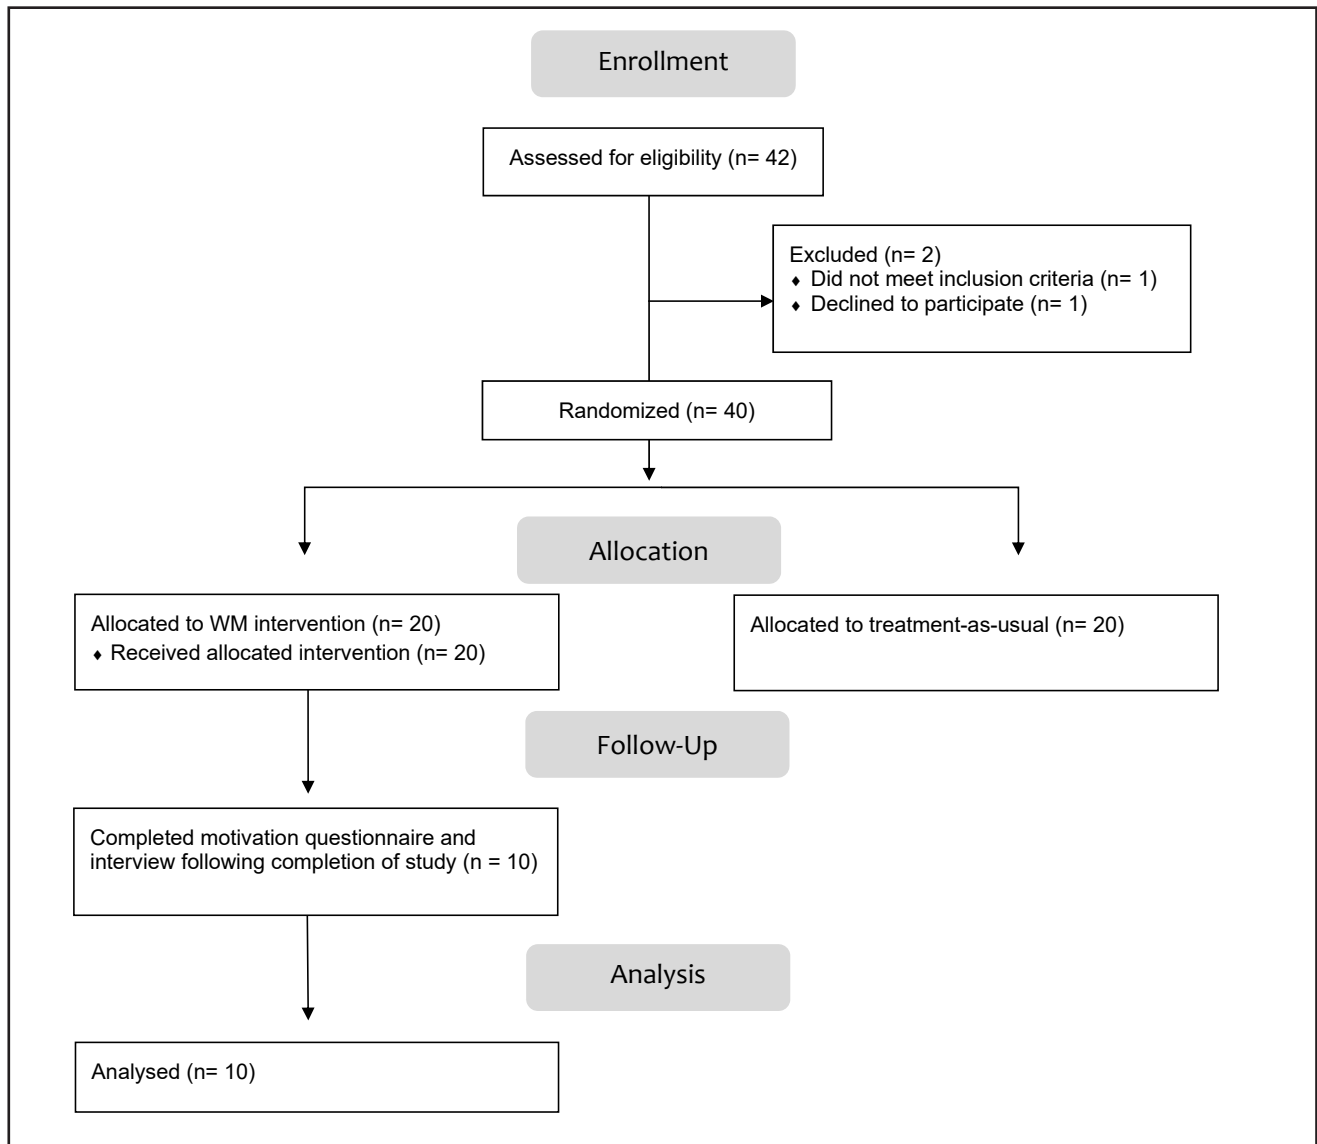 Enrollment
Assessed for eligibility (n= 42)
Excluded (n= 2)
♦ Did not meet inclusion criteria (n= 1)
♦ Declined to participate (n= 1)
Randomized (n= 40)
Allocation
Allocated to WM intervention (n= 20)
♦ Received allocated intervention (n= 20)
Allocated to treatment-as-usual (n= 20)
Follow-Up
Completed motivation questionnaire and
interview following completion of study (n = 10)
Analysis
Analysed (n= 10)